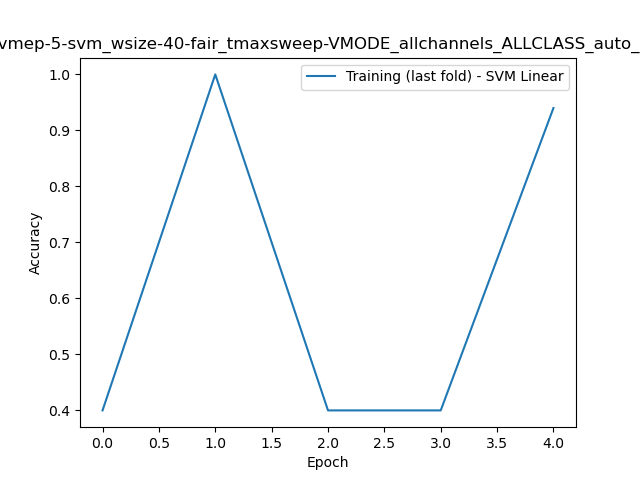 vmep-5-svm_wsize-40-fair_tmaxsweep-VMODE_allchannels_ALLCLASS_auto_
Training (last fold) - SVM Linear
1.0
0.9
0.8
0.7
0.6
0.5
0.4
Accuracy
0.0 0.5 1.0 1.5 2.0 2.5 3.0 3.5 4.0
Epoch